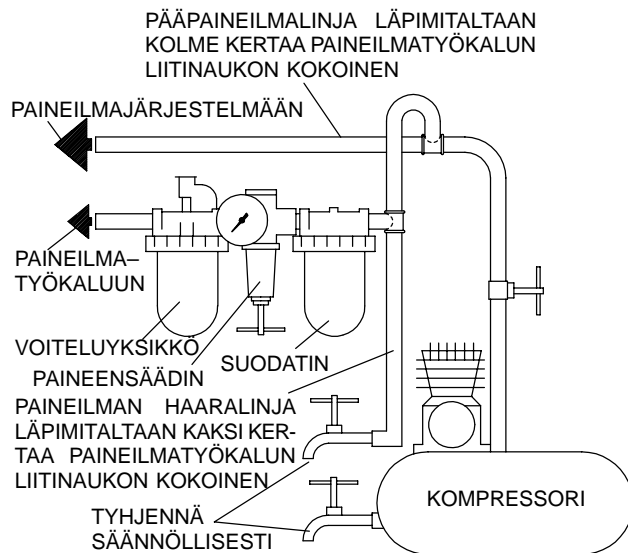 PÄÄPAINEILMALINJA LÄPIMITALTAAN
KOLME KERTAA PAINEILMATYÖKALUN
LIITINAUKON KOKOINEN
PAINEILMAJÄRJESTELMÄÄN
PAINEILMA–
TYÖKALUUN
VOITELUYKSIKKÖ
SUODATIN
PAINEENSÄÄDIN
PAINEILMAN HAARALINJA
LÄPIMITALTAAN KAKSI KER-
TAA PAINEILMATYÖKALUN
LIITINAUKON KOKOINEN
KOMPRESSORI
TYHJENNÄ
SÄÄNNÖLLISESTI